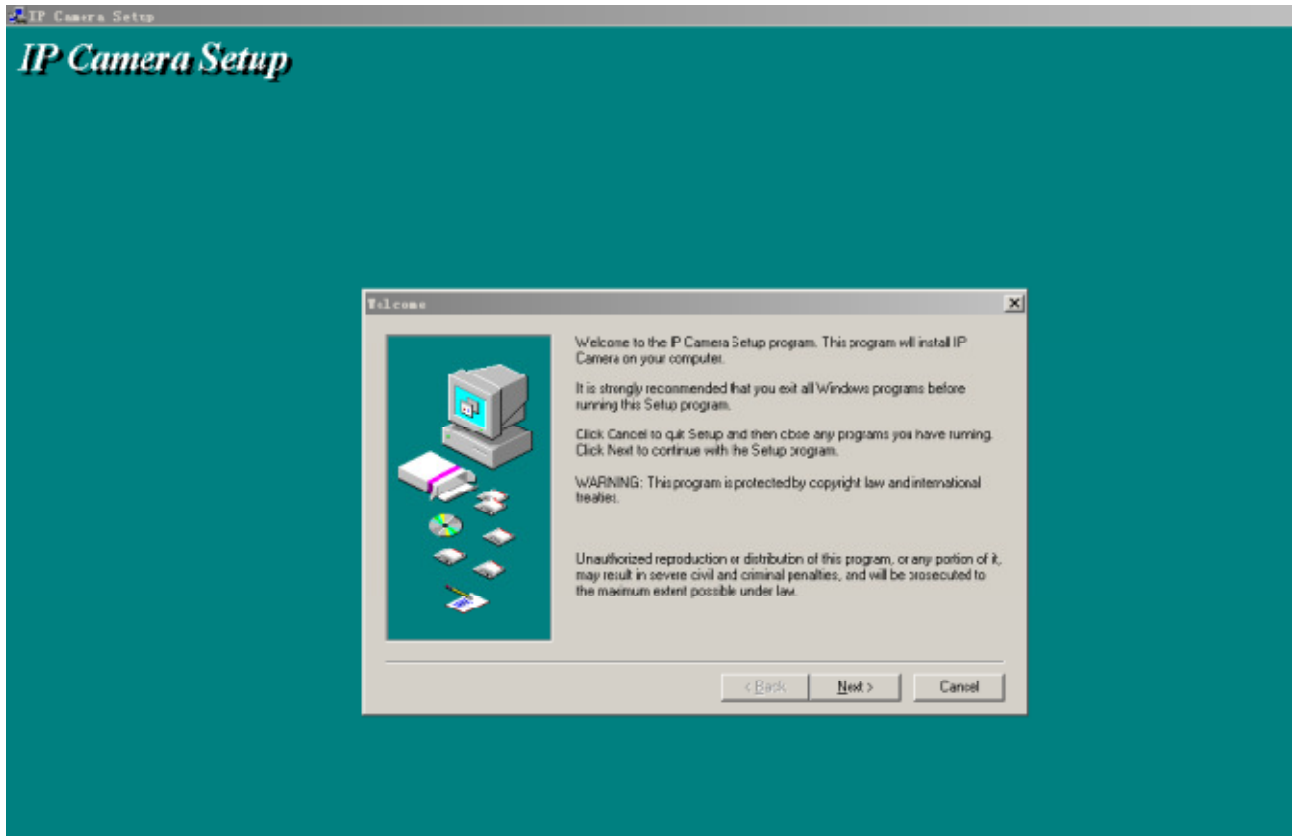 IP Camera Setup
IP Camera Setup
Welcome
Welcome to the IP Camera Setup program. This program will install IP
Camera on your computer.
It is strongly recommended that you exit all Windows programs before
running this Setup program.
Click Cancel to quit Setup and then close any programs you have running.
Click Next to continue with the Setup program.
WARNING: This program is protected by copyright law and international
treaties.
Unauthorized reproduction or distribution of this program, or any portion of it,
may result in severe civil and criminal penalties, and will be prosecuted to
the maximum extent possible under law.
< Back
Next >
Cancel